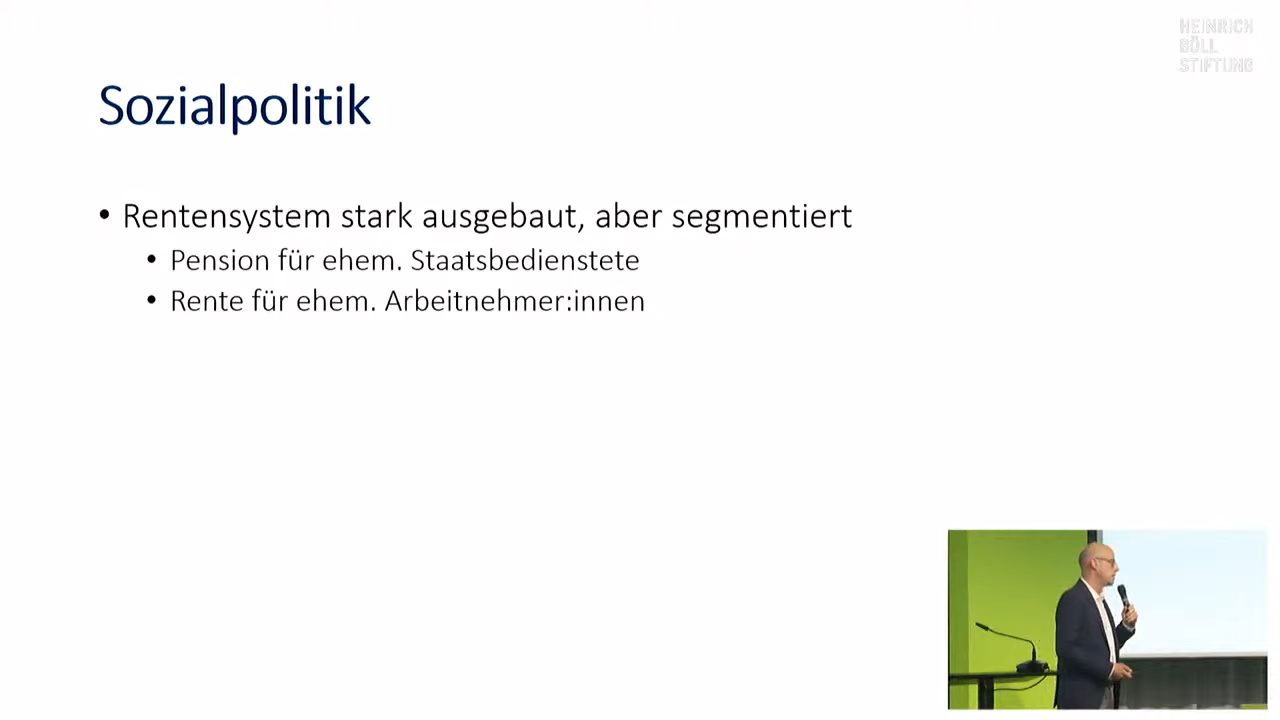 HEINRICH
BÖLL
STIFTUNG
Sozialpolitik
• Rentensystem stark ausgebaut, aber segmentiert
• Pension für ehem. Staatsbedienstete
• Rente für ehem. Arbeitnehmer:innen